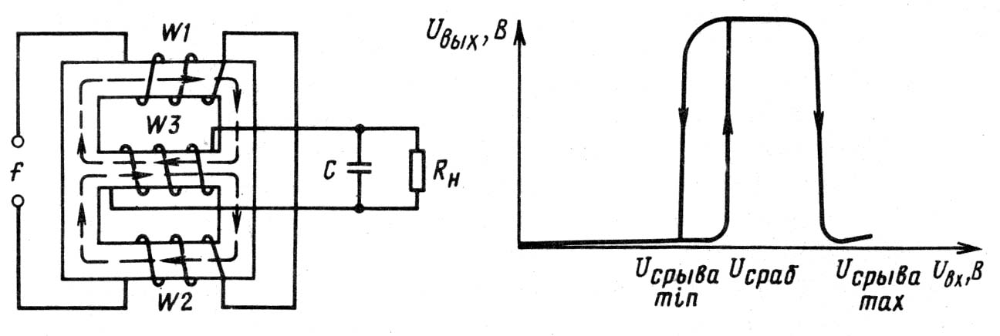 W1
W3
f
C
Rн
W2
Uвых, В
Uсрыва min
Uсраб
Uсрыва max
Uвх, В